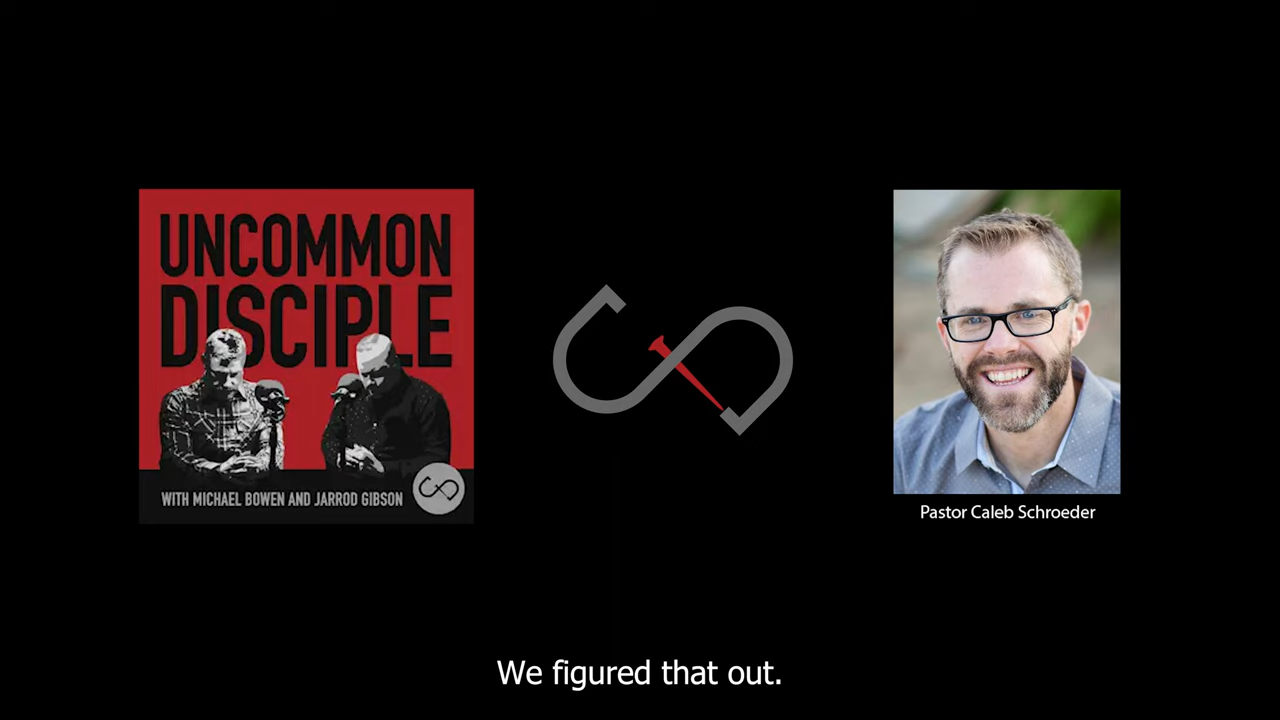 UNCOMMON
DISCIPLE
WITH MICHAEL BOWEN AND JARROD GIBSON
Pastor Caleb Schroeder
We figured that out.